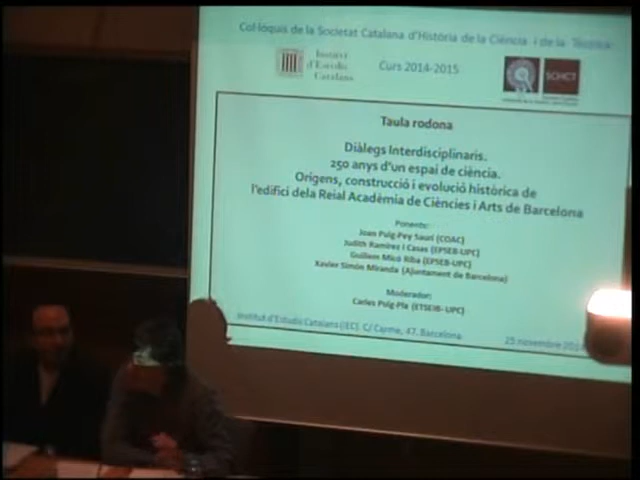 Col·loquis de la Societat Catalana d'Història de la Ciència i de la Tècnica
Institut
d'Estudis
Catalans
Curs 2014-2015
SCHCT
Taula rodona
Diàlegs Interdisciplinaris.
250 anys d'un espai de ciència.
Orígens, construcció i evolució històrica de
l'edifici dela Reial Acadèmia de Ciències i Arts de Barcelona
Ponents:
Joan Puig-Pey Saurí (COAC)
Judith Ramírez i Casas (EPSEB-UPC)
Guillem Micó Riba (EPSEB-UPC)
Xavier Simón Miranda (Ajuntament de Barcelona)
Moderador:
Carles Puig-Pla (ETSEIB- UPC)
Institut d'Estudis Catalans (IEC). C/ Carme, 47. Barcelona
25 novembre